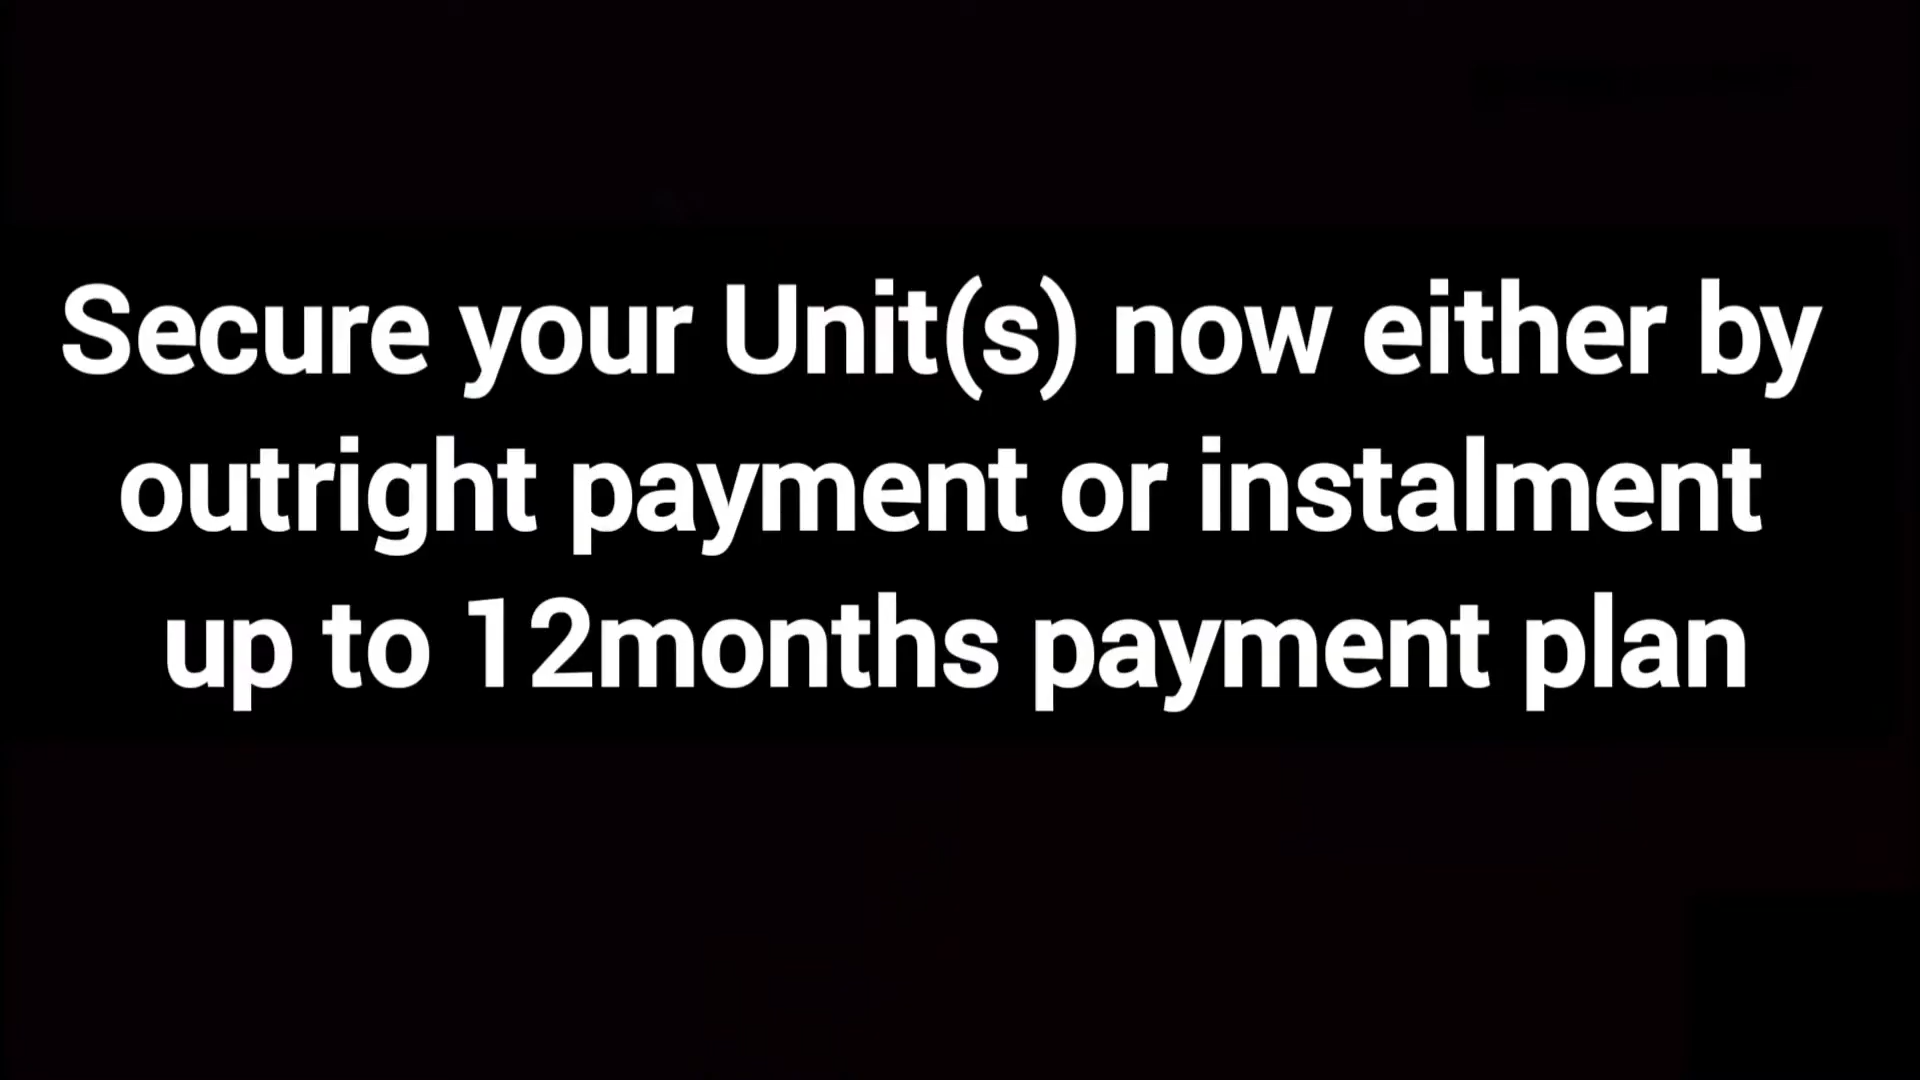 Secure your Unit(s) now either by
outright payment or instalment
up to 12months payment plan